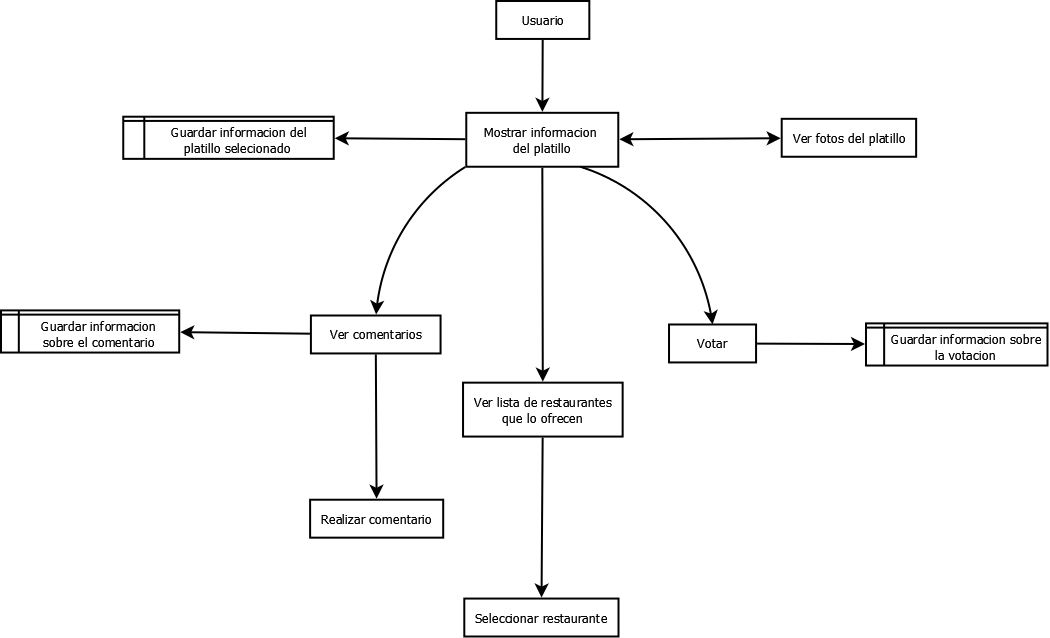 Usuario
Guardar informacion del
platillo selecionado
Mostrar informacion
del platillo
Ver fotos del platillo
Guardar informacion
sobre el comentario
Ver comentarios
Votar
Guardar informacion sobre
la votacion
Ver lista de restaurantes
que lo ofrecen
Realizar comentario
Seleccionar restaurante